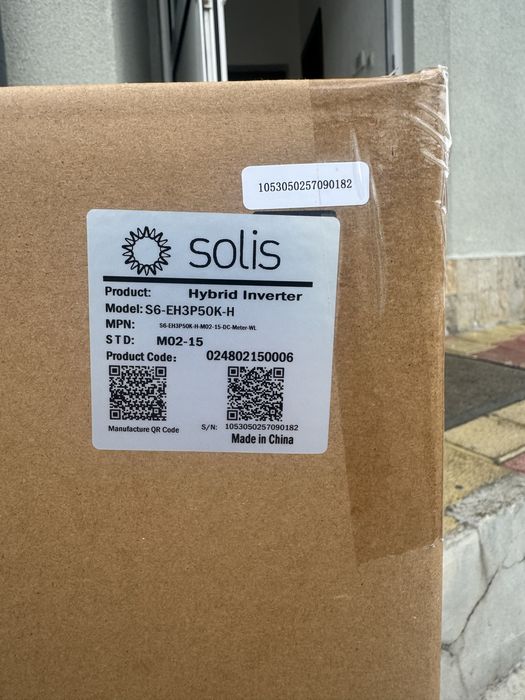 1053050257090182
solis
Product: Hybrid Inverter
Model: S6-EH3P50K-H
MPN: S6-EH3P50K-H-M02-15-DC-Meter-WL
STD: M02-15
Product Code: 024802150006
Manufacture QR Code
S/N: 1053050257090182
Made in China